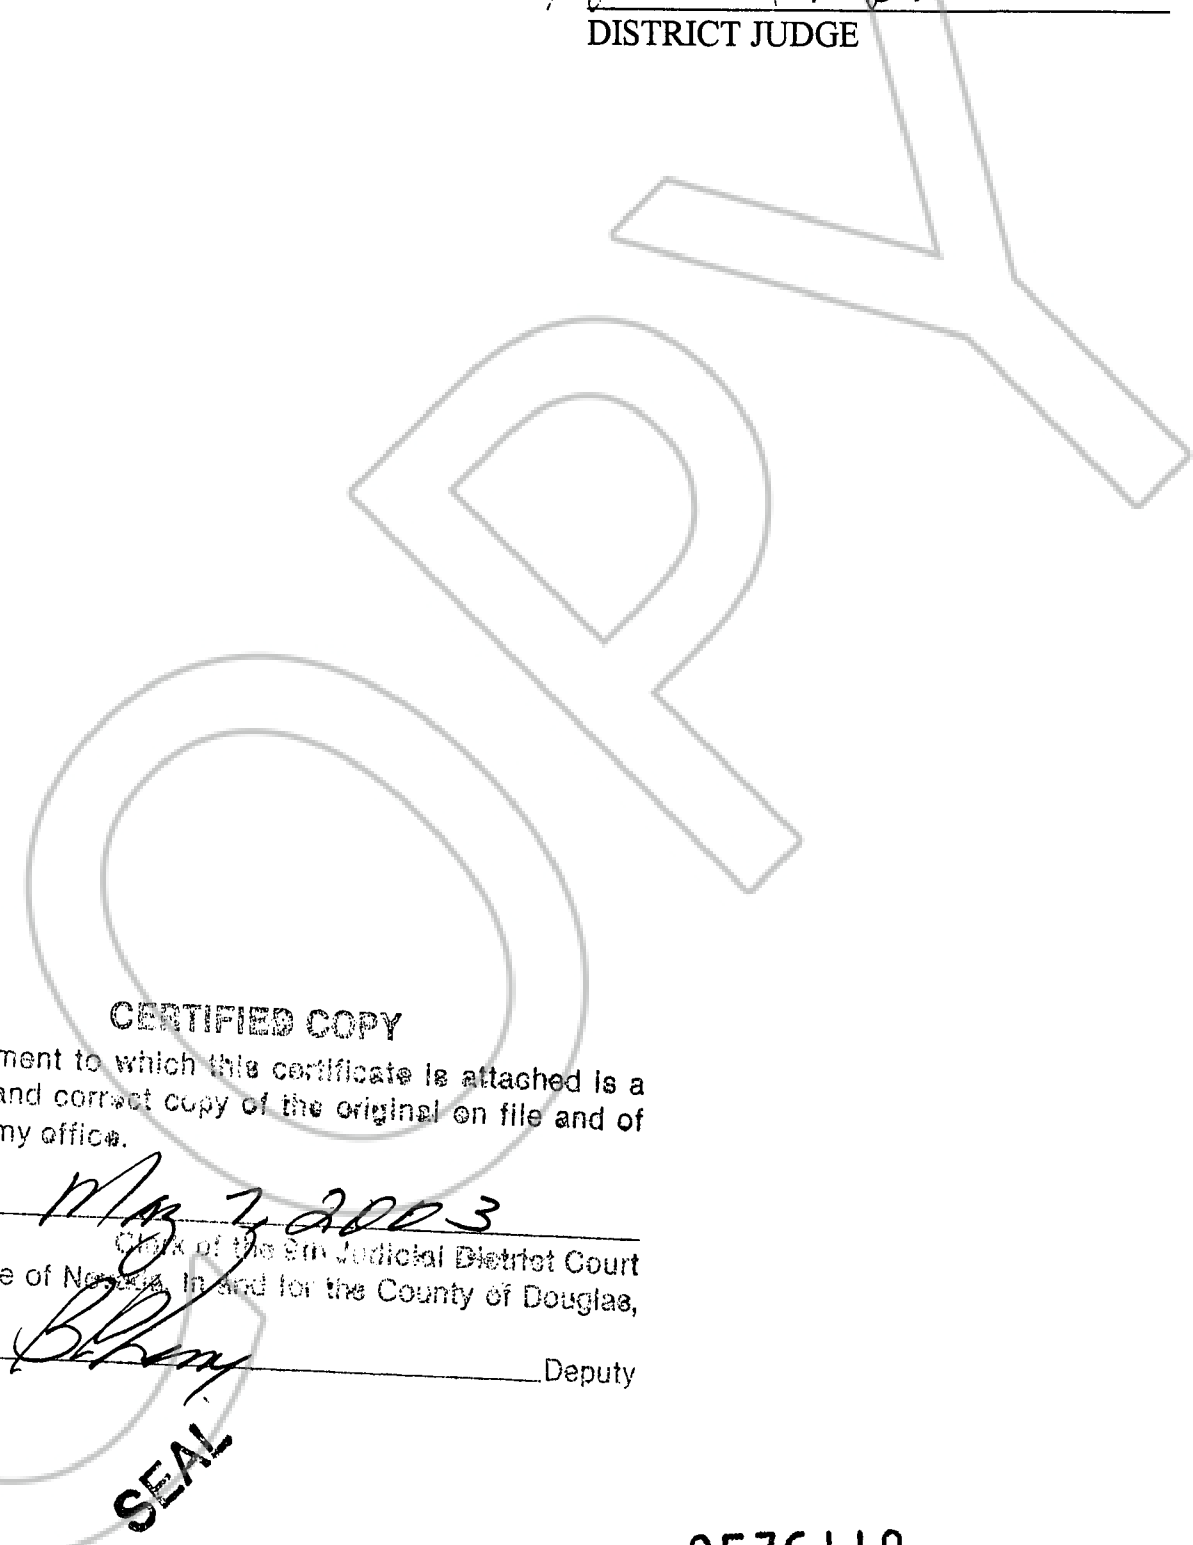 DISTRICT JUDGE
COPY
CERTIFIED COPY
ment to which this certificate is attached is a
and correct copy of the original on file and of
my office.
May 7, 2003
Clerk of the 9th Judicial District Court
e of Nevada, in and for the County of Douglas,
Deputy
SEAL